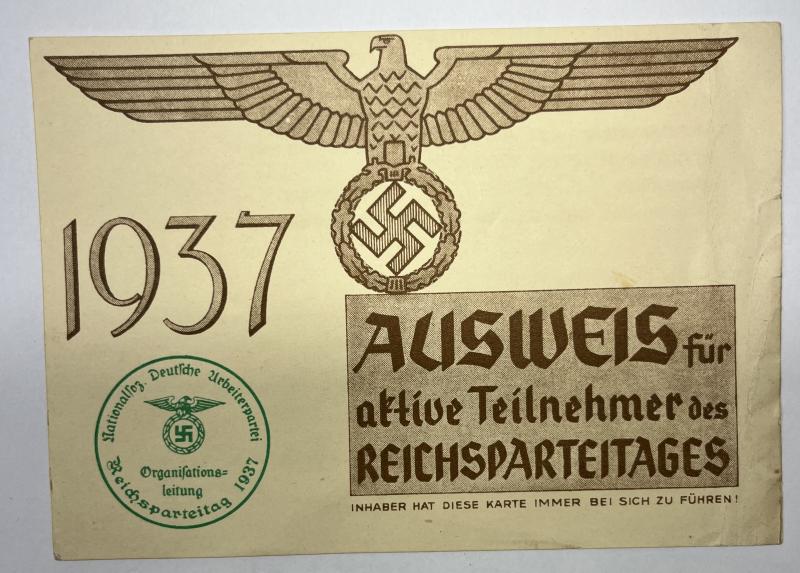 1937
AUSWEIS für
aktive Teilnehmer des
REICHSPARTEITAGES
INHABER HAT DIESE KARTE IMMER BEI SICH ZU FÜHREN!
Nationalsoz. Deutsche Arbeiterpartei
Organisations-
leitung
Reichsparteitag 1937